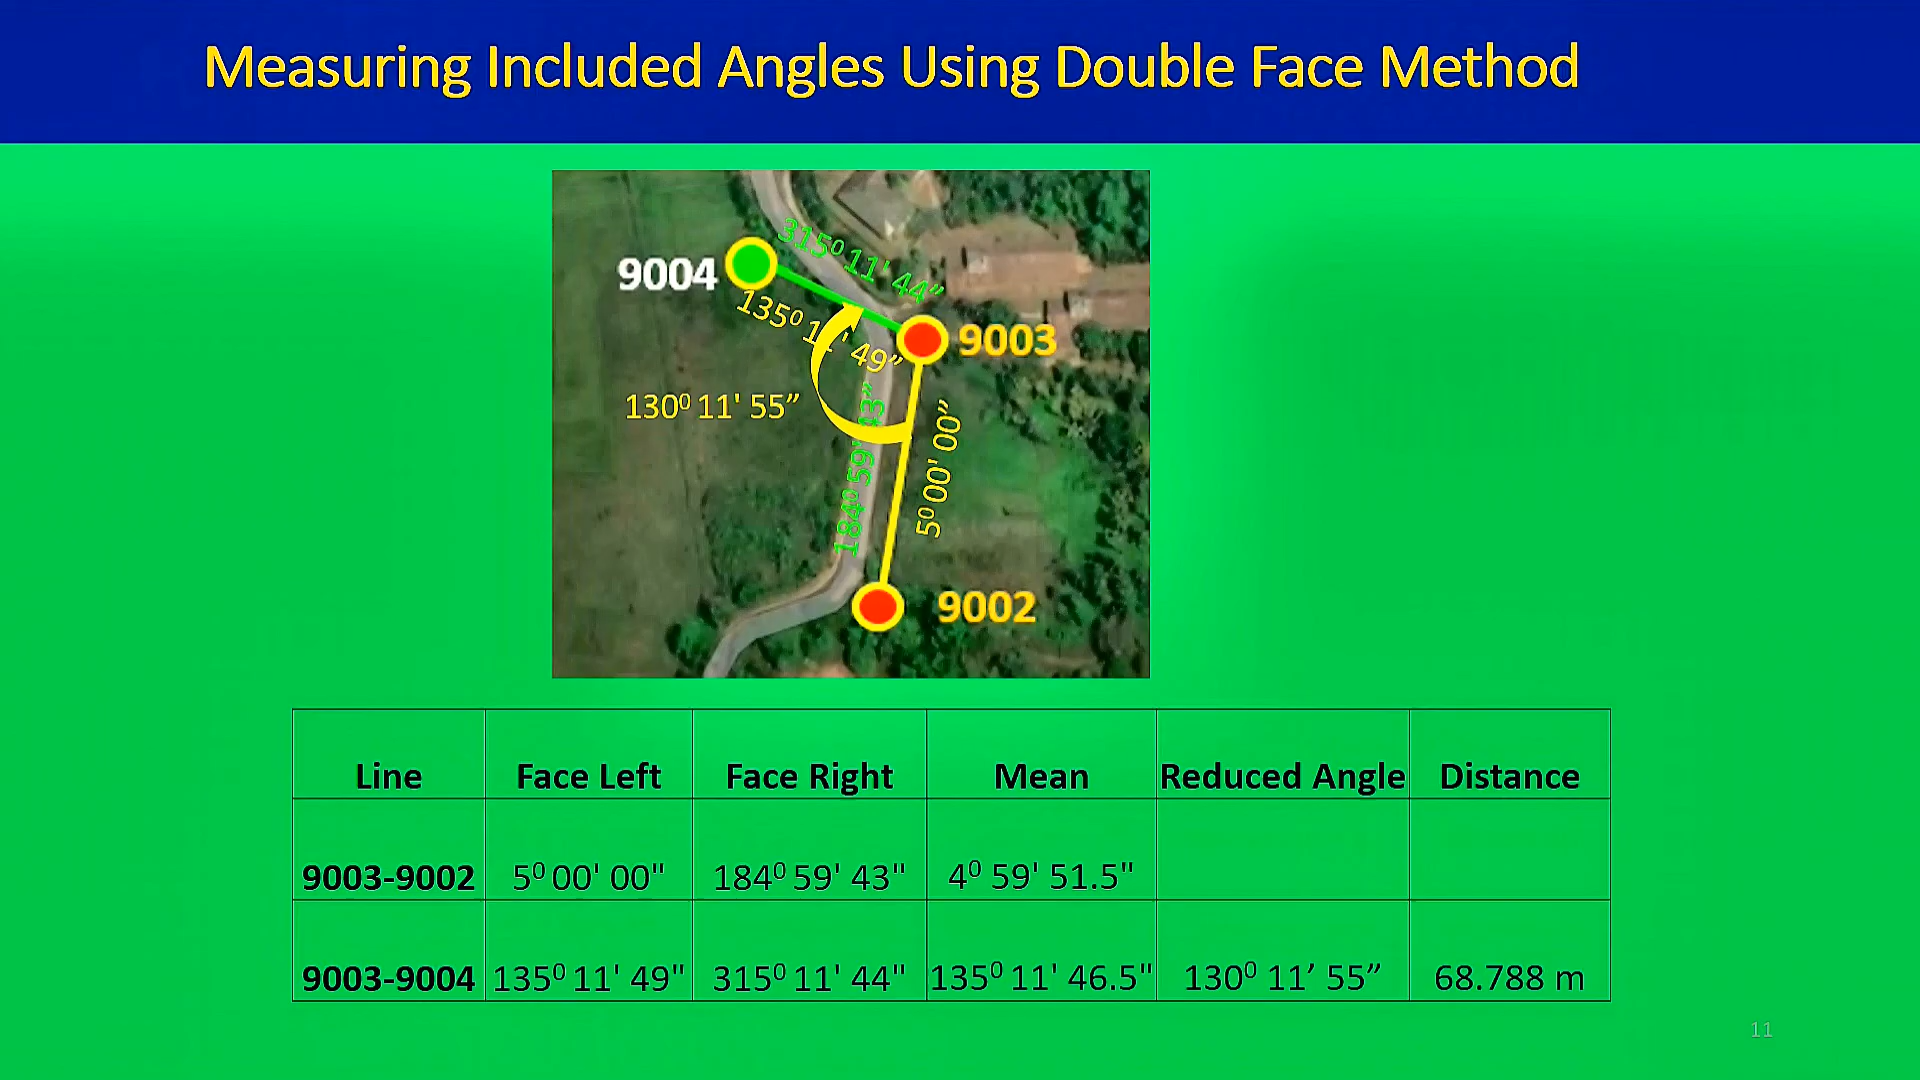 Measuring Included Angles Using Double Face Method
315⁰ 11' 44”
9004
135⁰ 11' 49”
9003
130⁰ 11' 55”
184⁰ 59' 43”
5⁰ 00' 00”
9002
Line Face Left Face Right Mean Reduced Angle Distance
9003-9002 5⁰ 00' 00" 184⁰ 59' 43" 4⁰ 59' 51.5"
9003-9004 135⁰ 11' 49" 315⁰ 11' 44" 135⁰ 11' 46.5" 130⁰ 11’ 55” 68.788 m
11